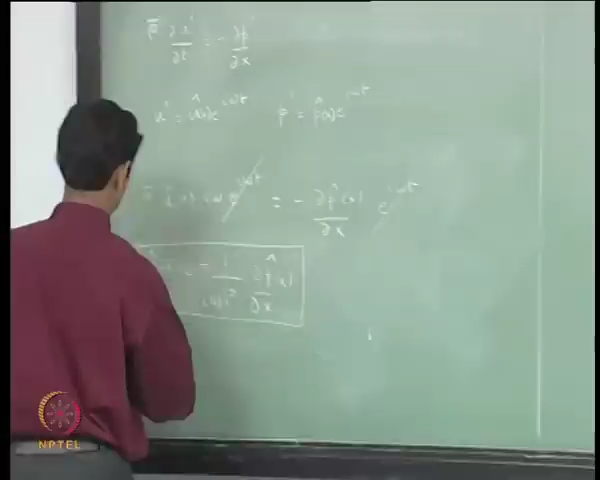 ρ̄ ∂u'/∂t = - ∂p'/∂x
u' = û(x)e^{iωt}   p' = p̂(x)e^{iωt}
û(x) iω e^{iωt} = - ∂p̂(x)/∂x e^{iωt}
= - 1/(iωρ̄) ∂p̂(x)/∂x
NPTEL